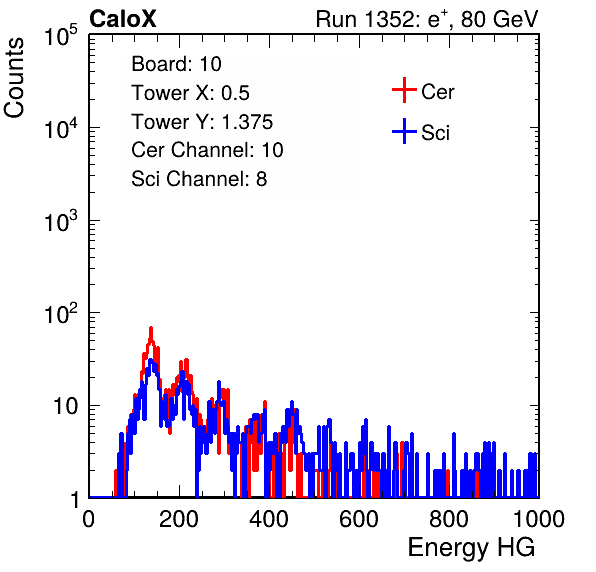 CaloX Run 1352: e+, 80 GeV
Counts
Board: 10
Tower X: 0.5
Tower Y: 1.375
Cer Channel: 10
Sci Channel: 8
Cer
Sci
10^5
10^4
10^3
10^2
10
1
0 200 400 600 800 1000
Energy HG